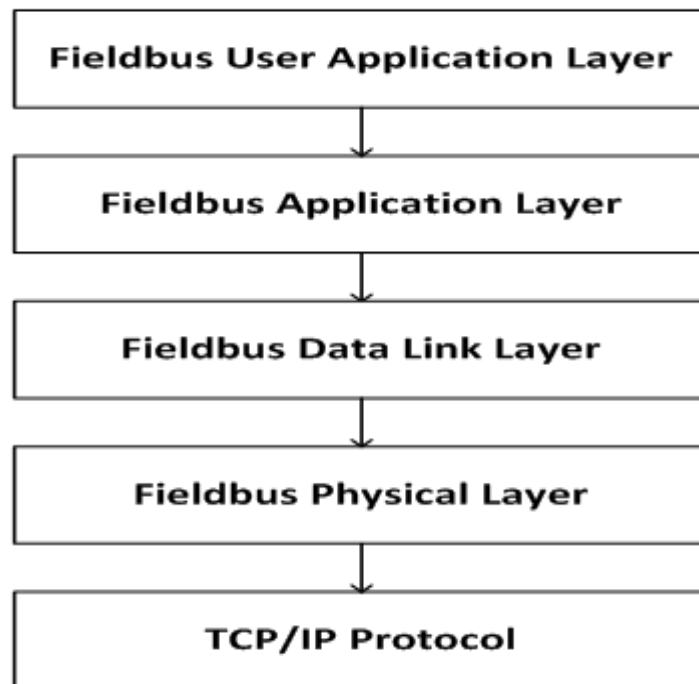 Fieldbus User Application Layer
Fieldbus Application Layer
Fieldbus Data Link Layer
Fieldbus Physical Layer
TCP/IP Protocol